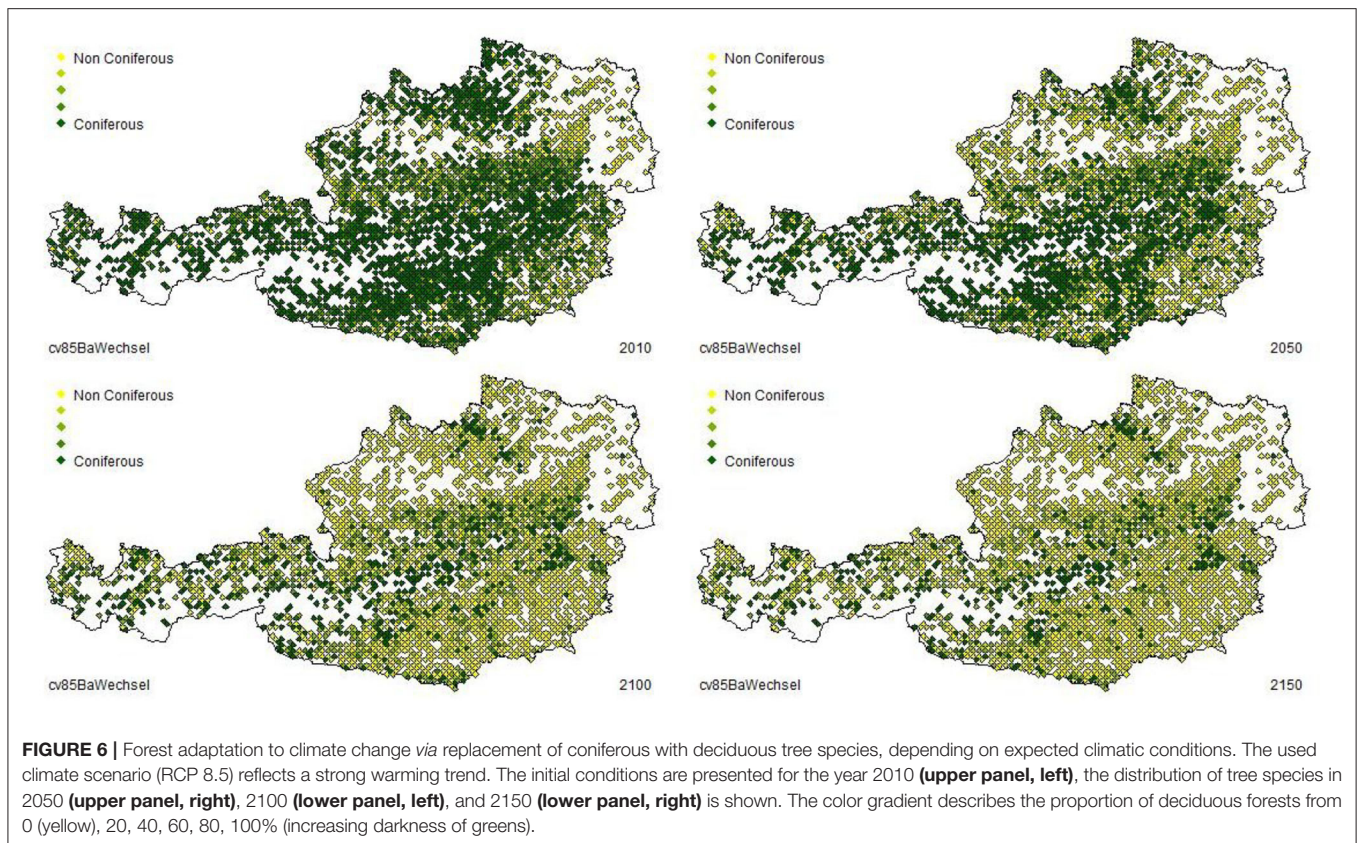 Non Coniferous
Coniferous
cv85BaWechsel
2010
Non Coniferous
Coniferous
cv85BaWechsel
2050
Non Coniferous
Coniferous
cv85BaWechsel
2100
Non Coniferous
Coniferous
cv85BaWechsel
2150
FIGURE 6 | Forest adaptation to climate change via replacement of coniferous with deciduous tree species, depending on expected climatic conditions. The used
climate scenario (RCP 8.5) reflects a strong warming trend. The initial conditions are presented for the year 2010 (upper panel, left), the distribution of tree species in
2050 (upper panel, right), 2100 (lower panel, left), and 2150 (lower panel, right) is shown. The color gradient describes the proportion of deciduous forests from
0 (yellow), 20, 40, 60, 80, 100% (increasing darkness of greens).